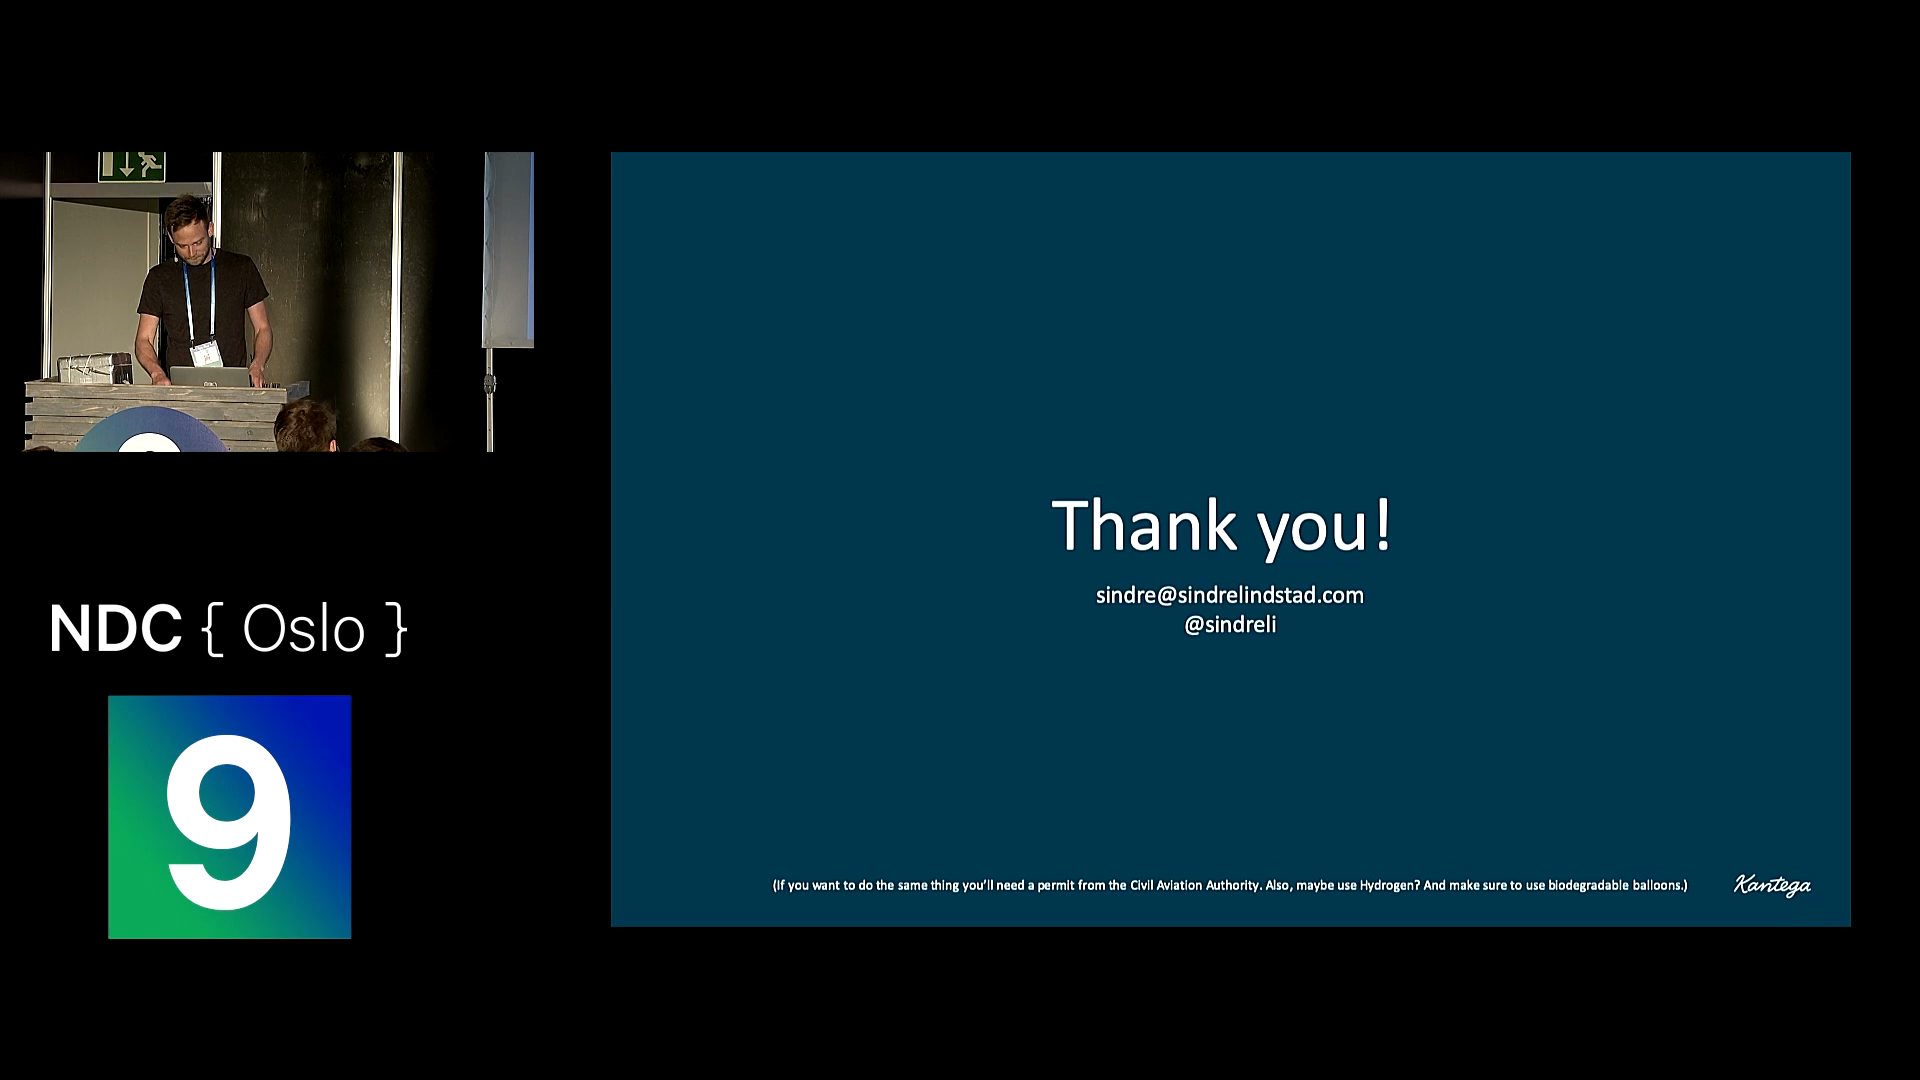 NDC { Oslo }
9
Thank you!
sindre@sindrelindstad.com
@sindreli
(If you want to do the same thing you'll need a permit from the Civil Aviation Authority. Also, maybe use Hydrogen? And make sure to use biodegradable balloons.)
Kantega